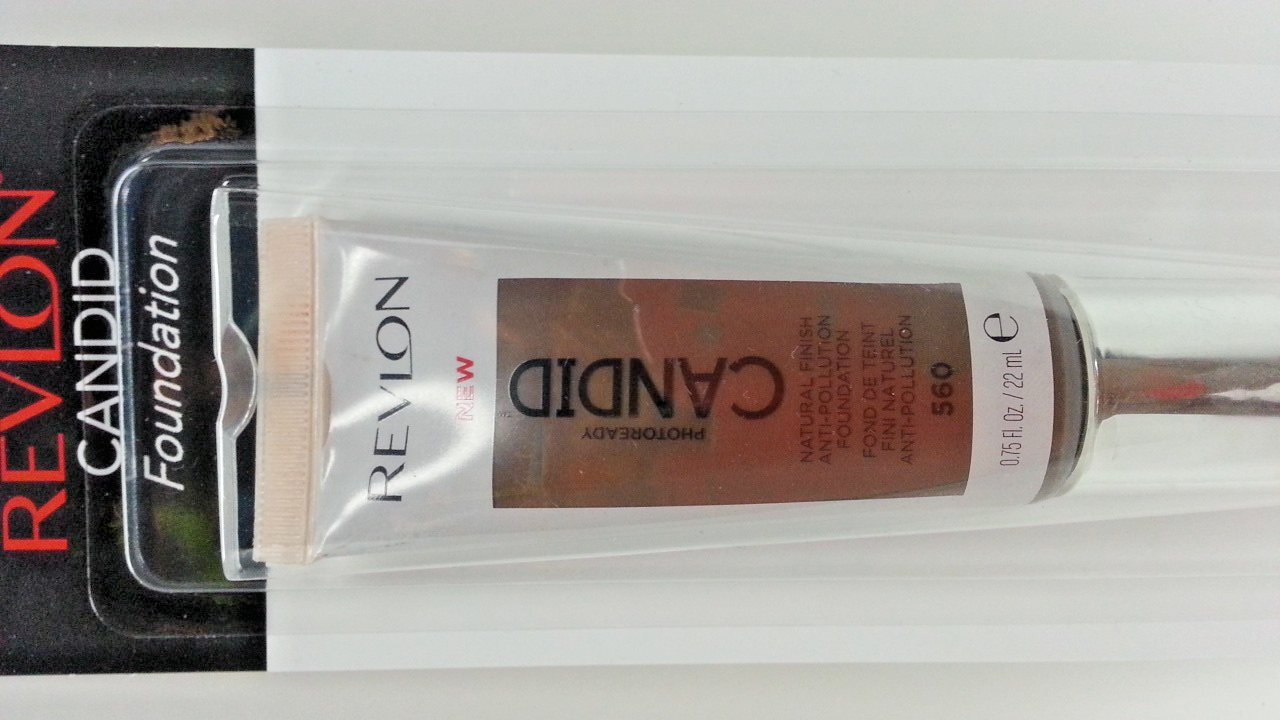 REVLON
CANDID
Foundation
REVLON
NEW
PHOTOREADY
CANDID™
NATURAL FINISH
ANTI-POLLUTION
FOUNDATION
FOND DE TEINT
FINI NATUREL
ANTI-POLLUTION
560
0.75 Fl. Oz. / 22 mL e